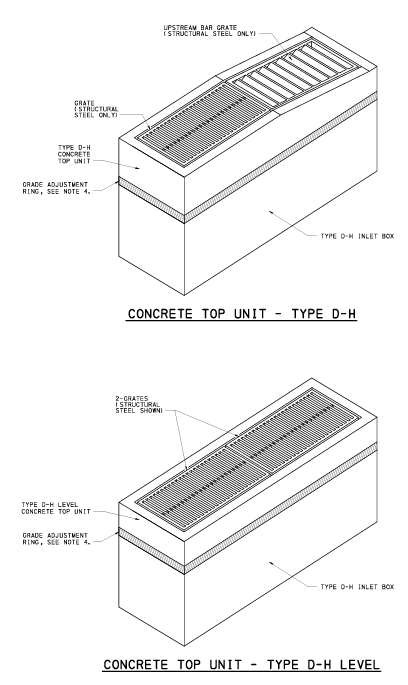 UPSTREAM BAR GRATE
(STRUCTURAL STEEL ONLY)
GRATE
(STRUCTURAL
STEEL ONLY)
TYPE D-H
CONCRETE
TOP UNIT
GRADE ADJUSTMENT
RING, SEE NOTE 4.
TYPE D-H INLET BOX
CONCRETE TOP UNIT - TYPE D-H
2-GRATES
(STRUCTURAL
STEEL SHOWN)
TYPE D-H LEVEL
CONCRETE TOP UNIT
GRADE ADJUSTMENT
RING, SEE NOTE 4.
TYPE D-H INLET BOX
CONCRETE TOP UNIT - TYPE D-H LEVEL